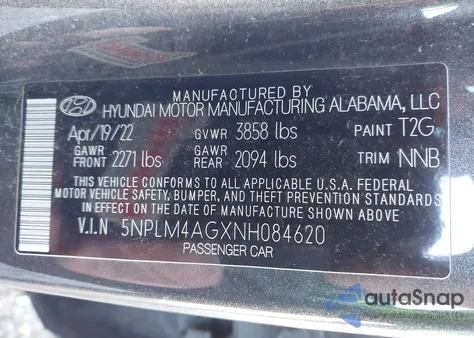 MANUFACTURED BY
HYUNDAI MOTOR MANUFACTURING ALABAMA, LLC
Apr/19/22 GVWR 3858 lbs PAINT T2G
GAWR FRONT 2271 lbs GAWR REAR 2094 lbs TRIM NNB
THIS VEHICLE CONFORMS TO ALL APPLICABLE U.S.A. FEDERAL
MOTOR VEHICLE SAFETY, BUMPER, AND THEFT PREVENTION STANDARDS
IN EFFECT ON THE DATE OF MANUFACTURE SHOWN ABOVE.
V.I.N 5NPLM4AGXNH084620
PASSENGER CAR
autoSnap